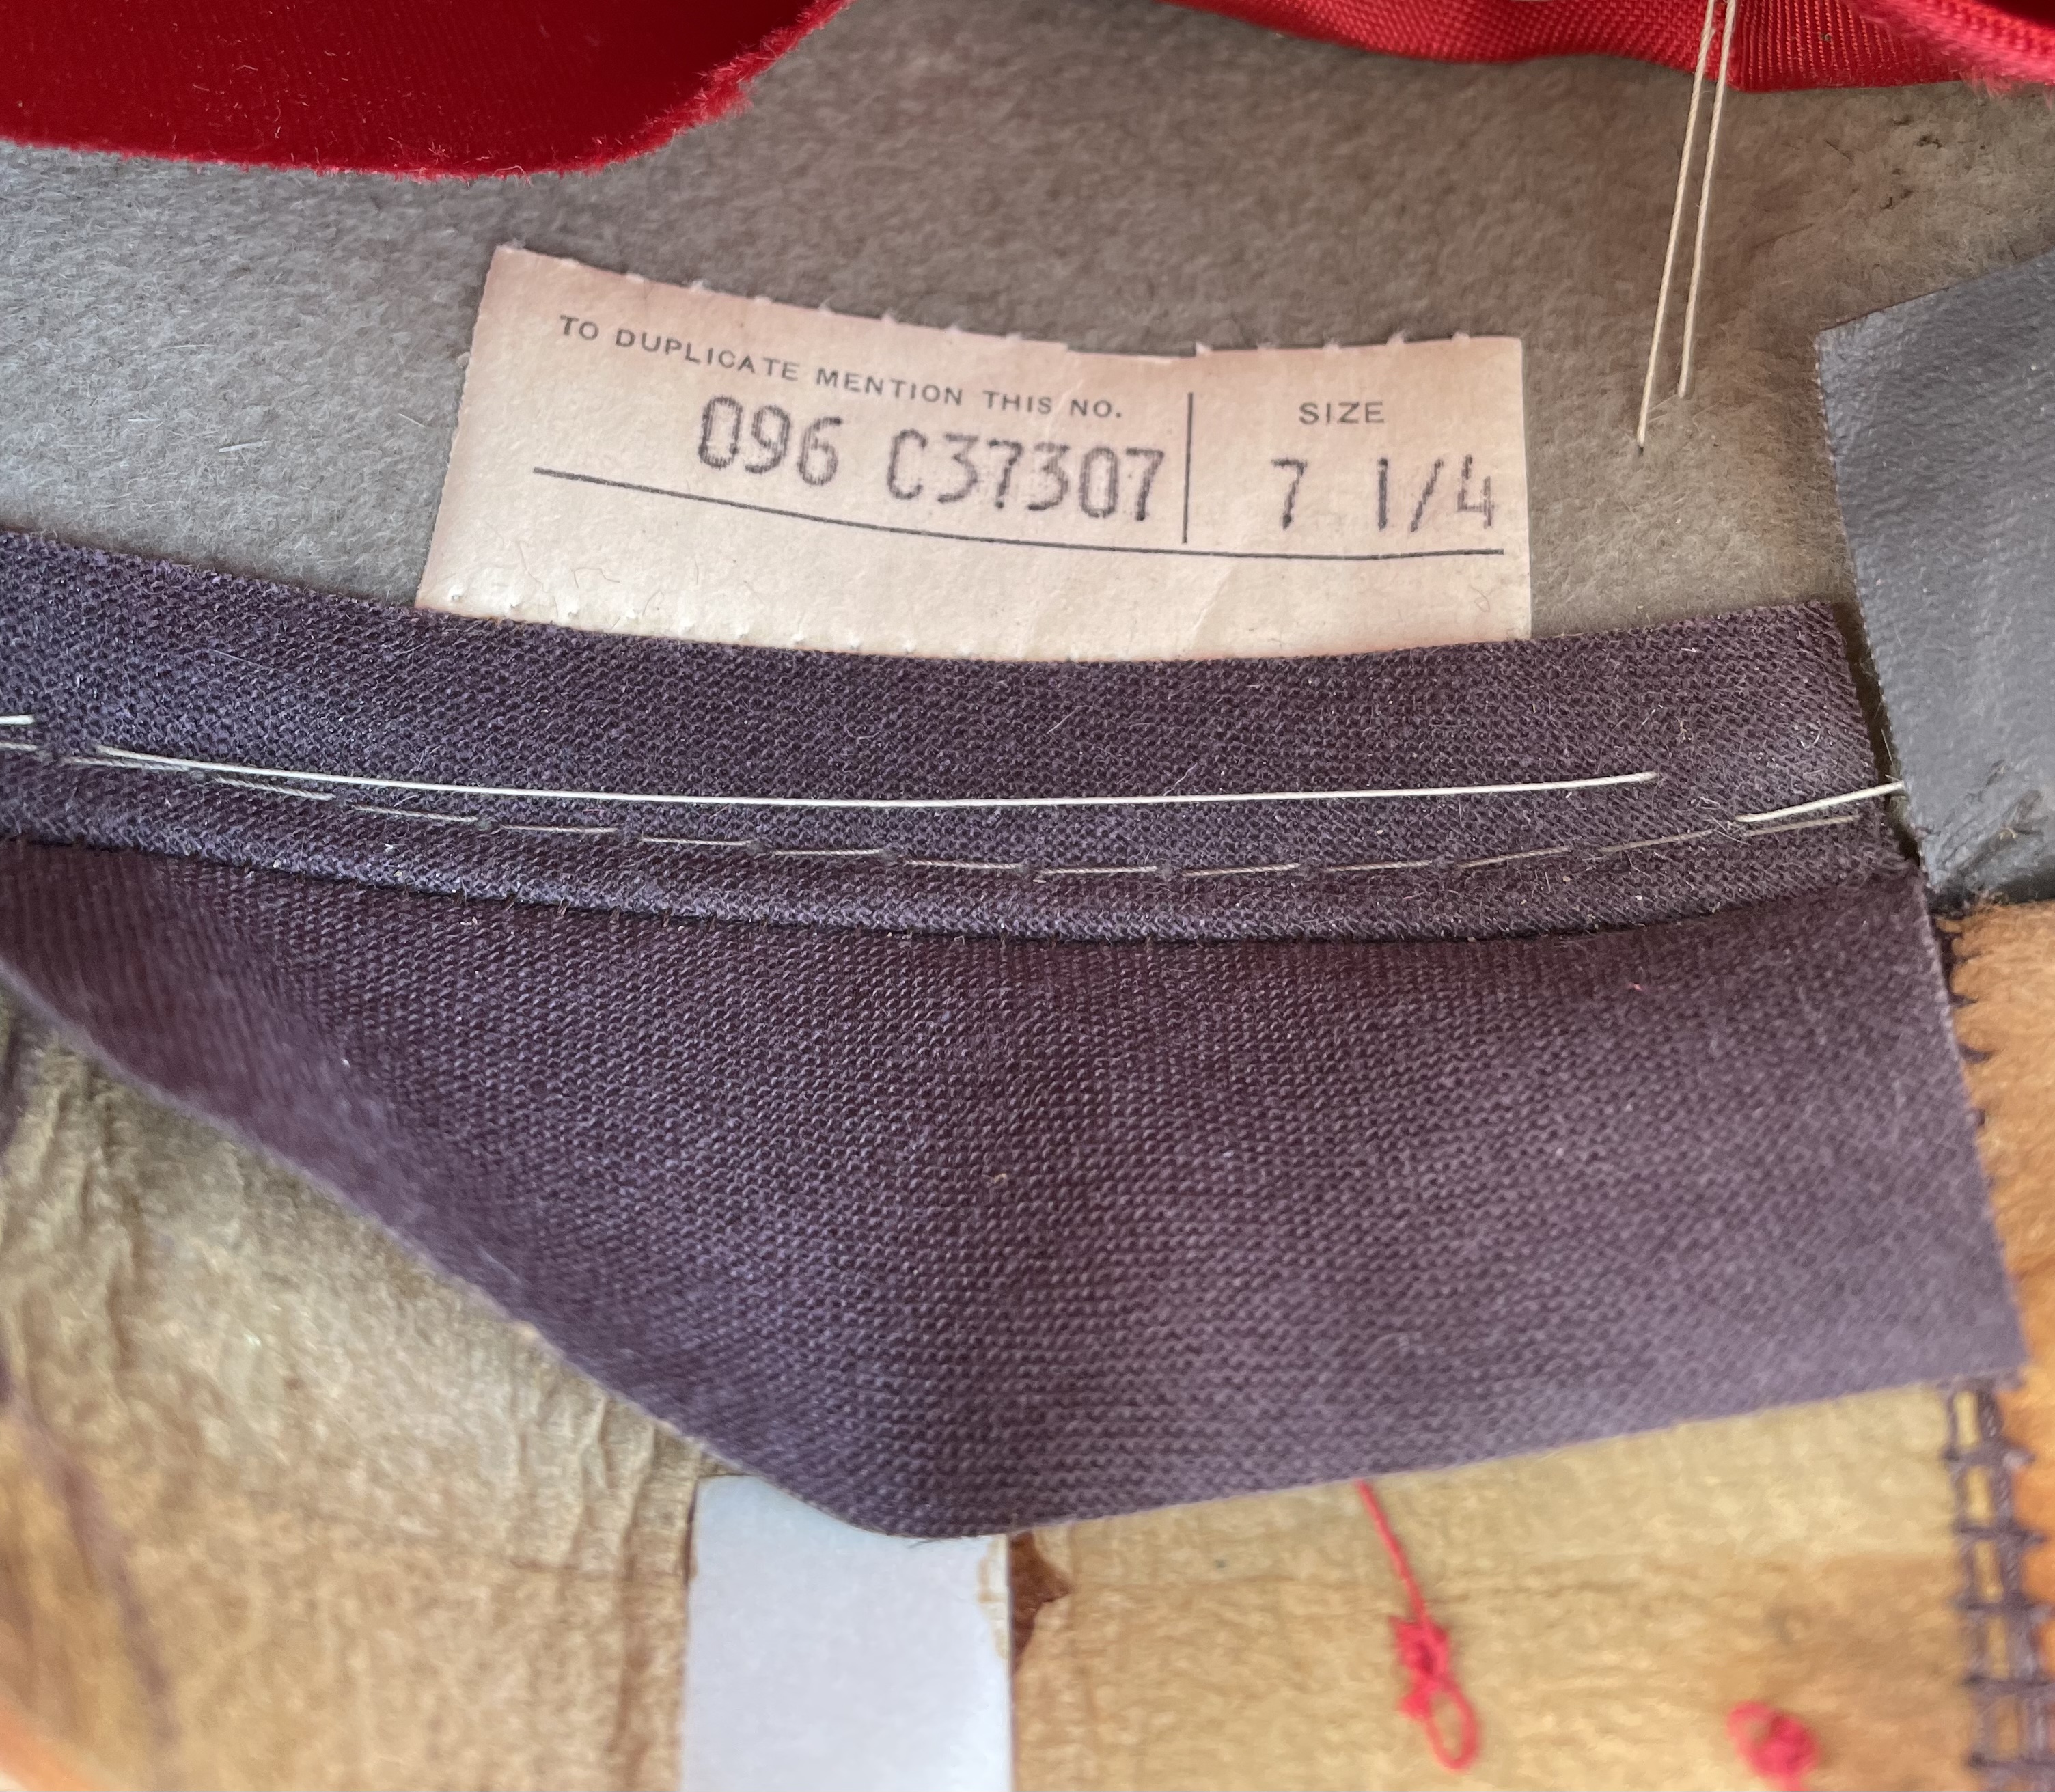 TO DUPLICATE MENTION THIS NO.
096 C37307
SIZE
7 1/4